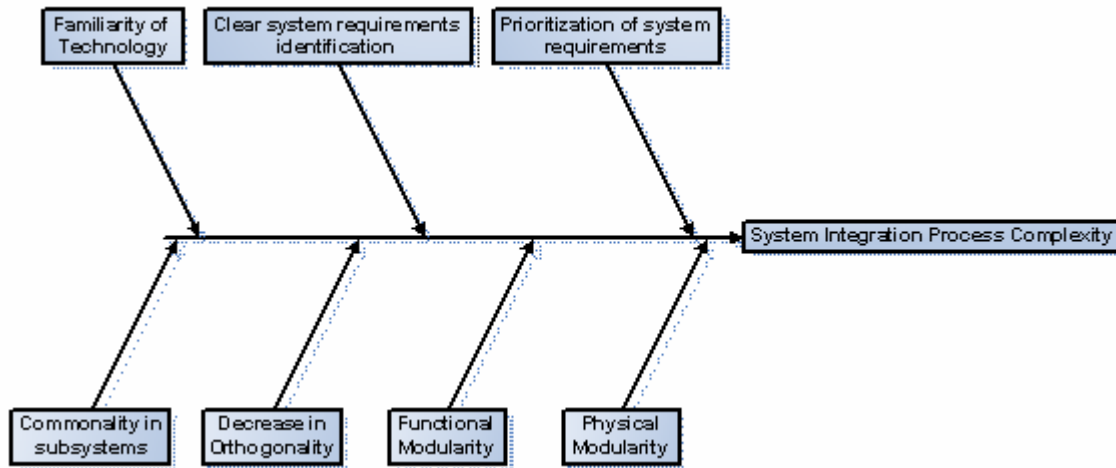 Familiarity of
Technology
Clear system requirements
identification
Prioritization of system
requirements
System Integration Process Complexity
Commonality in
subsystems
Decrease in
Orthogonality
Functional
Modularity
Physical
Modularity